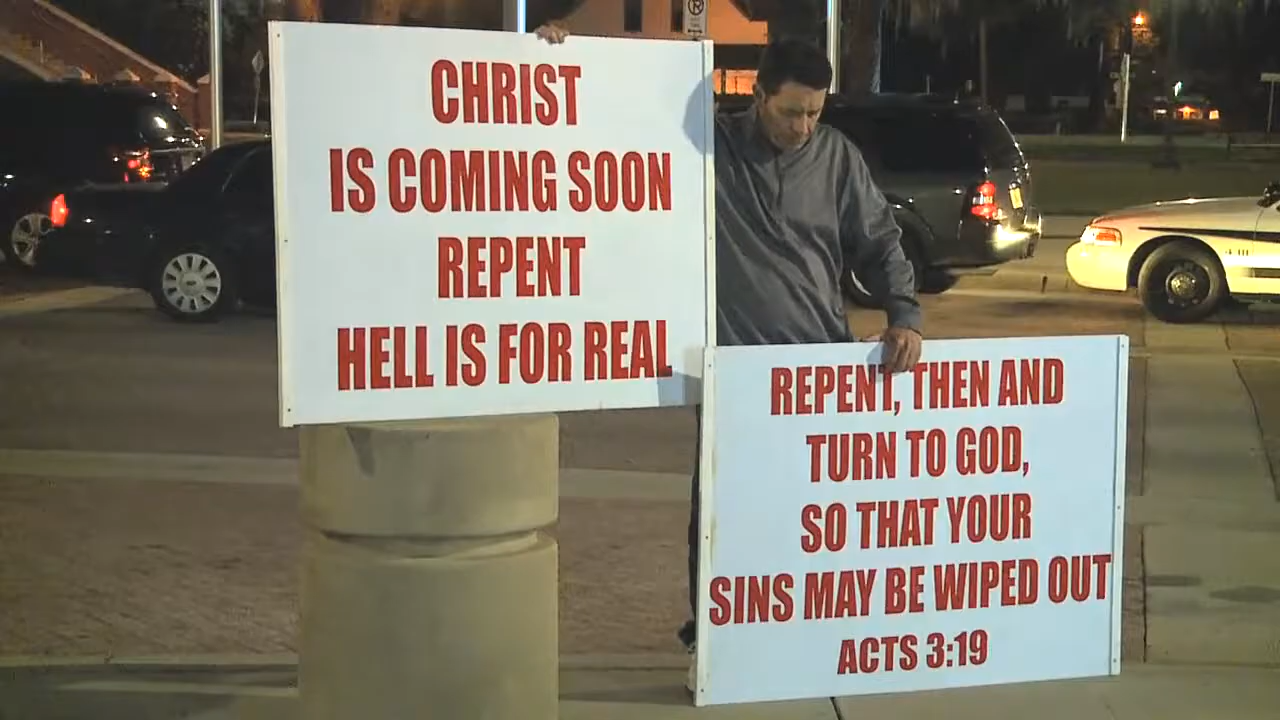 CHRIST
IS COMING SOON
REPENT
HELL IS FOR REAL
REPENT, THEN AND
TURN TO GOD,
SO THAT YOUR
SINS MAY BE WIPED OUT
ACTS 3:19